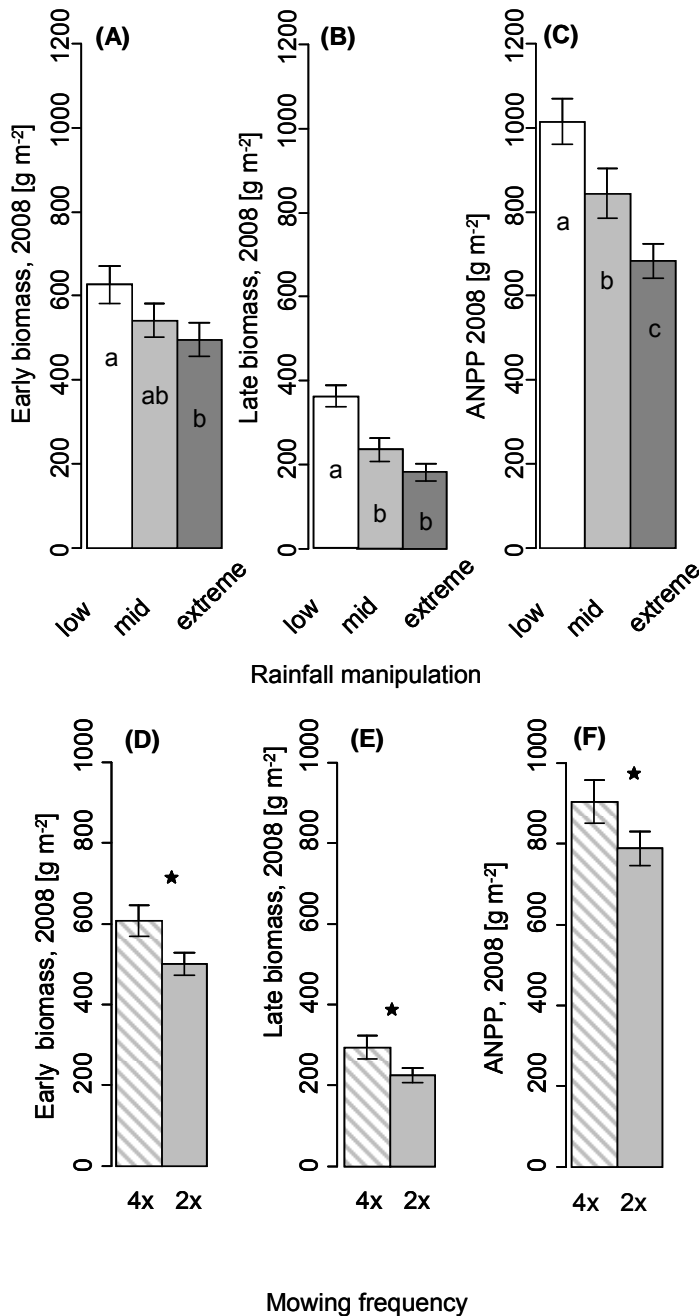 (A) (B) (C)
Early biomass, 2008 [g m-2]
0 200 400 600 800 1000 1200
a ab b
low mid extreme
Late biomass, 2008 [g m-2]
0 200 400 600 800 1000 1200
a b b
low mid extreme
ANPP 2008 [g m-2]
0 200 400 600 800 1000 1200
a b c
low mid extreme
Rainfall manipulation
(D) (E) (F)
Early biomass, 2008 [g m-2]
0 200 400 600 800 1000
4x 2x
Late biomass, 2008 [g m-2]
0 200 400 600 800 1000
4x 2x
ANPP, 2008 [g m-2]
0 200 400 600 800 1000
4x 2x
Mowing frequency